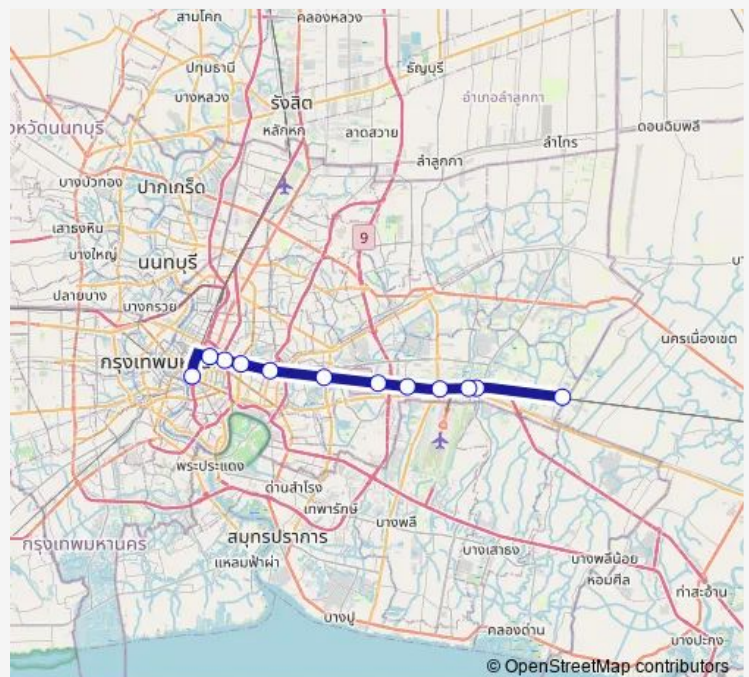 สามโคก
คลองหลวง
ปทุมธานี
ธัญบุรี
บางหลวง
อำเภอลำลูกกา
รังสิต
จังหวัดนนทบุรี
หลักหก
ลาดสวาย
ดอนฉิมพลี
ลำไทร
ลำลูกกา
บางบัวทอง
ปากเกร็ด
เสาธงหิน
9
บางใหญ่
นนทบุรี
ปลายบาง
บางกรวย
นครเนื่องเขต
กรุงเทพม
พระประแดง
ด่านสำโรง
เทพารักษ์
บางพลี
สมุทรปราการ
กรุงเทพมหานคร
แหลมฟ้าผ่า
บางเสาธง
บางพลีน้อย
หอมศีล
ท่าสะอ้าน
บางปู
คลองด่าน
บางปะกง
© OpenStreetMap contributors